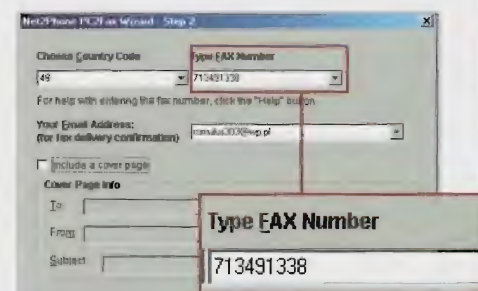 Net2Phone PC2Fax Wizard - Step 2
Choose Country Code
Type FAX Number
48
713491338
For help with entering the fax number, click the "Help" button
Your Email Address:
(for fax delivery confirmation)
Include a cover page
Cover Page Info
To
From
Subject
Type FAX Number
713491338